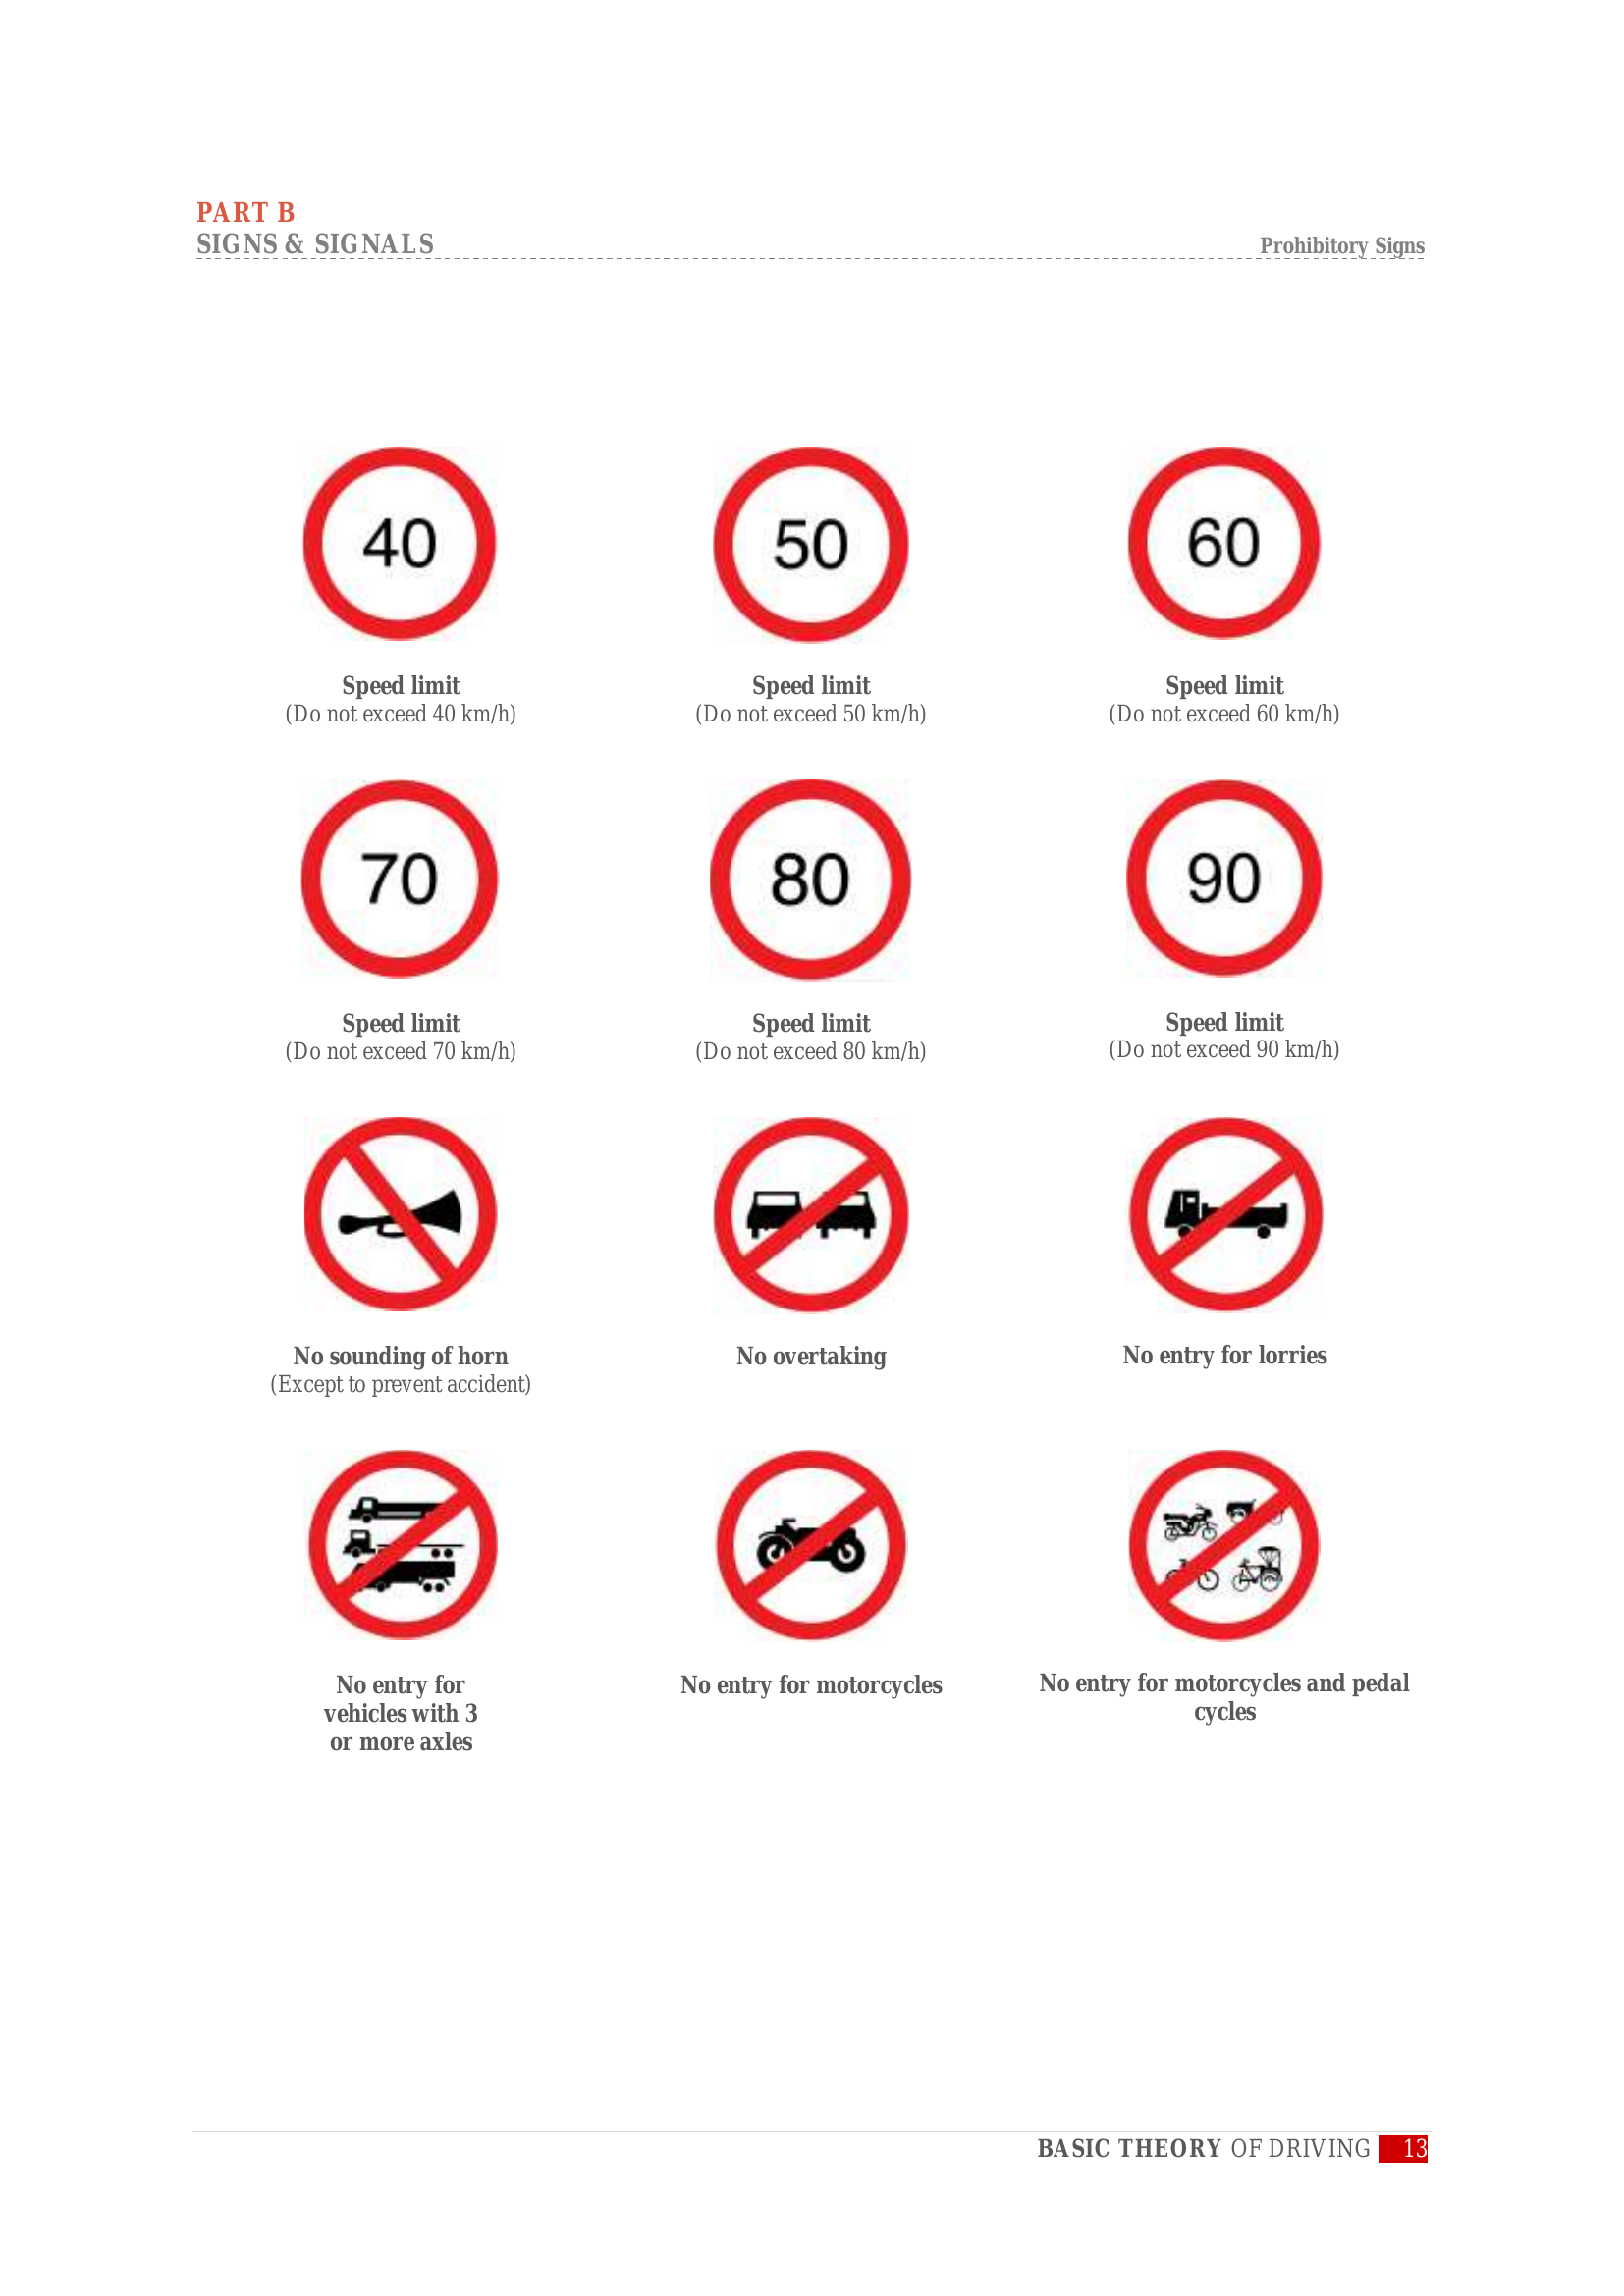 PART B
SIGNS & SIGNALS
Prohibitory Signs
40
50
60
Speed limit
(Do not exceed 40 km/h)
Speed limit
(Do not exceed 50 km/h)
Speed limit
(Do not exceed 60 km/h)
70
80
90
Speed limit
(Do not exceed 70 km/h)
Speed limit
(Do not exceed 80 km/h)
Speed limit
(Do not exceed 90 km/h)
No sounding of horn
(Except to prevent accident)
No overtaking
No entry for lorries
No entry for
vehicles with 3
or more axles
No entry for motorcycles
No entry for motorcycles and pedal
cycles
BASIC THEORY OF DRIVING 13